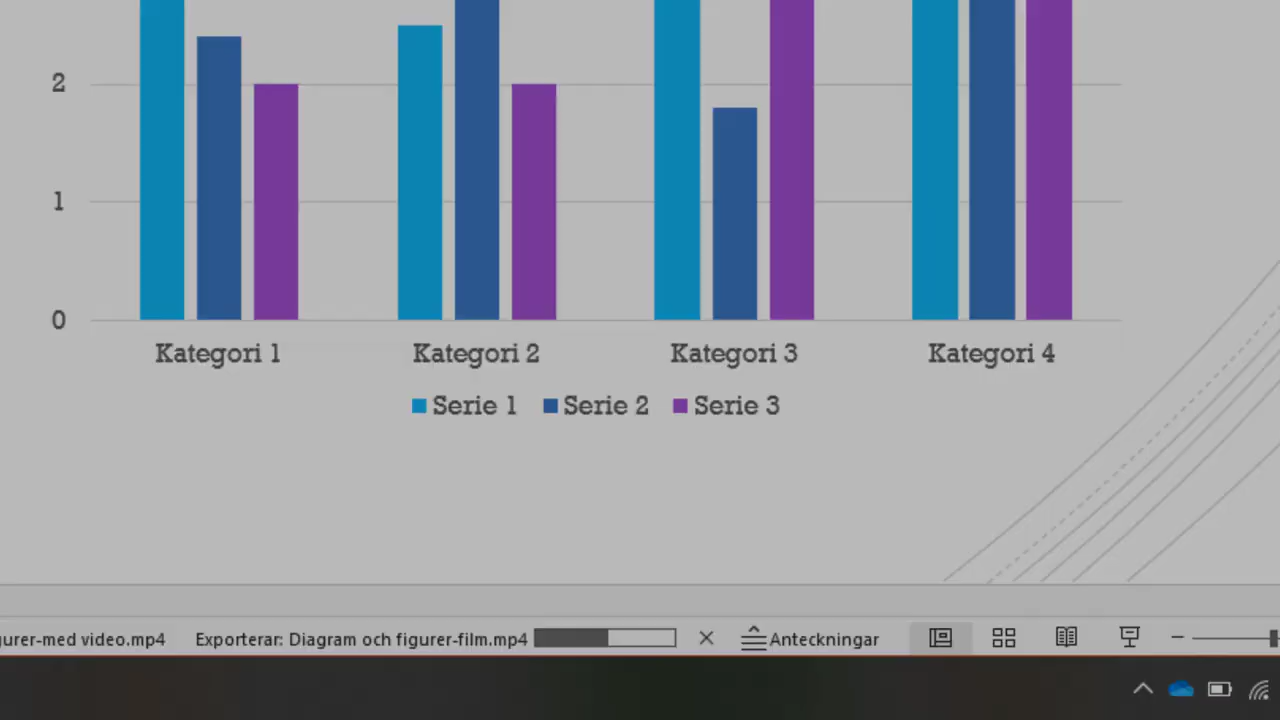 2
1
0
Kategori 1 Kategori 2 Kategori 3 Kategori 4
Serie 1 Serie 2 Serie 3
gurer-med video.mp4 Exporterar: Diagram och figurer-film.mp4 Anteckningar